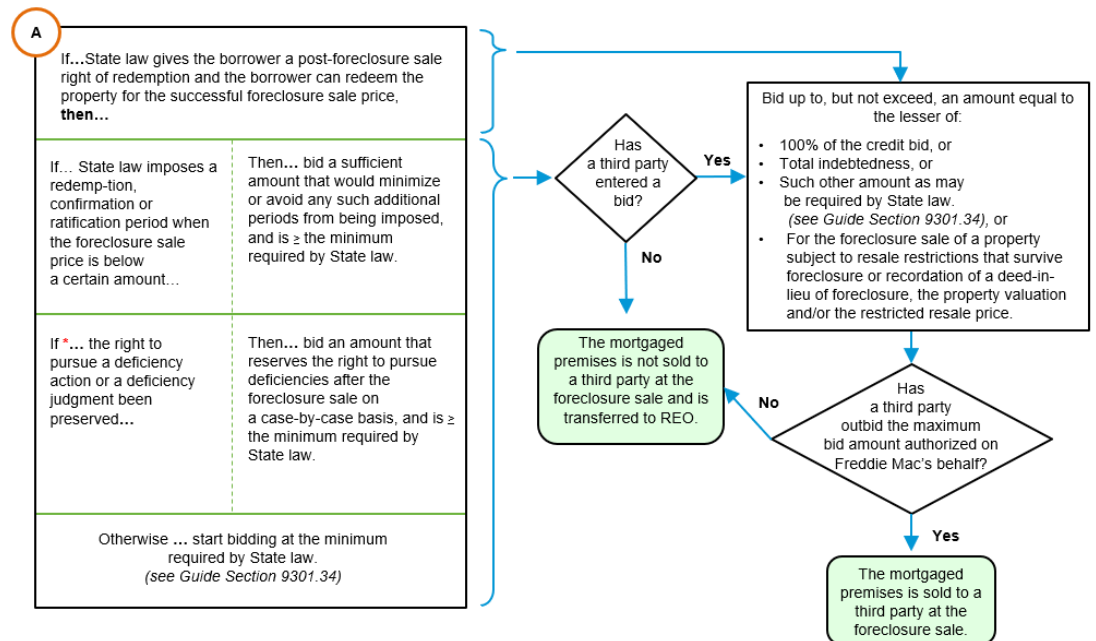 A
If...State law gives the borrower a post-foreclosure sale
right of redemption and the borrower can redeem the
property for the successful foreclosure sale price,
then...
If... State law imposes a
redemp-tion,
confirmation or
ratification period when
the foreclosure sale
price is below
a certain amount...
Then... bid a sufficient
amount that would minimize
or avoid any such additional
periods from being imposed,
and is ≥ the minimum
required by State law.
If *... the right to
pursue a deficiency
action or a deficiency
judgment been
preserved...
Then... bid an amount that
reserves the right to pursue
deficiencies after the
foreclosure sale on
a case-by-case basis, and is ≥
the minimum required by
State law.
Otherwise ... start bidding at the minimum
required by State law.
(see Guide Section 9301.34)
Has
a third party
entered a
bid?
Yes
No
Bid up to, but not exceed, an amount equal to
the lesser of:
• 100% of the credit bid, or
• Total indebtedness, or
• Such other amount as may
be required by State law.
(see Guide Section 9301.34), or
• For the foreclosure sale of a property
subject to resale restrictions that survive
foreclosure or recordation of a deed-in-
lieu of foreclosure, the property valuation
and/or the restricted resale price.
The mortgaged
premises is not sold to
a third party at the
foreclosure sale and is
transferred to REO.
No
Has
a third party
outbid the maximum
bid amount authorized on
Freddie Mac's behalf?
Yes
The mortgaged
premises is sold to a
third party at the
foreclosure sale.